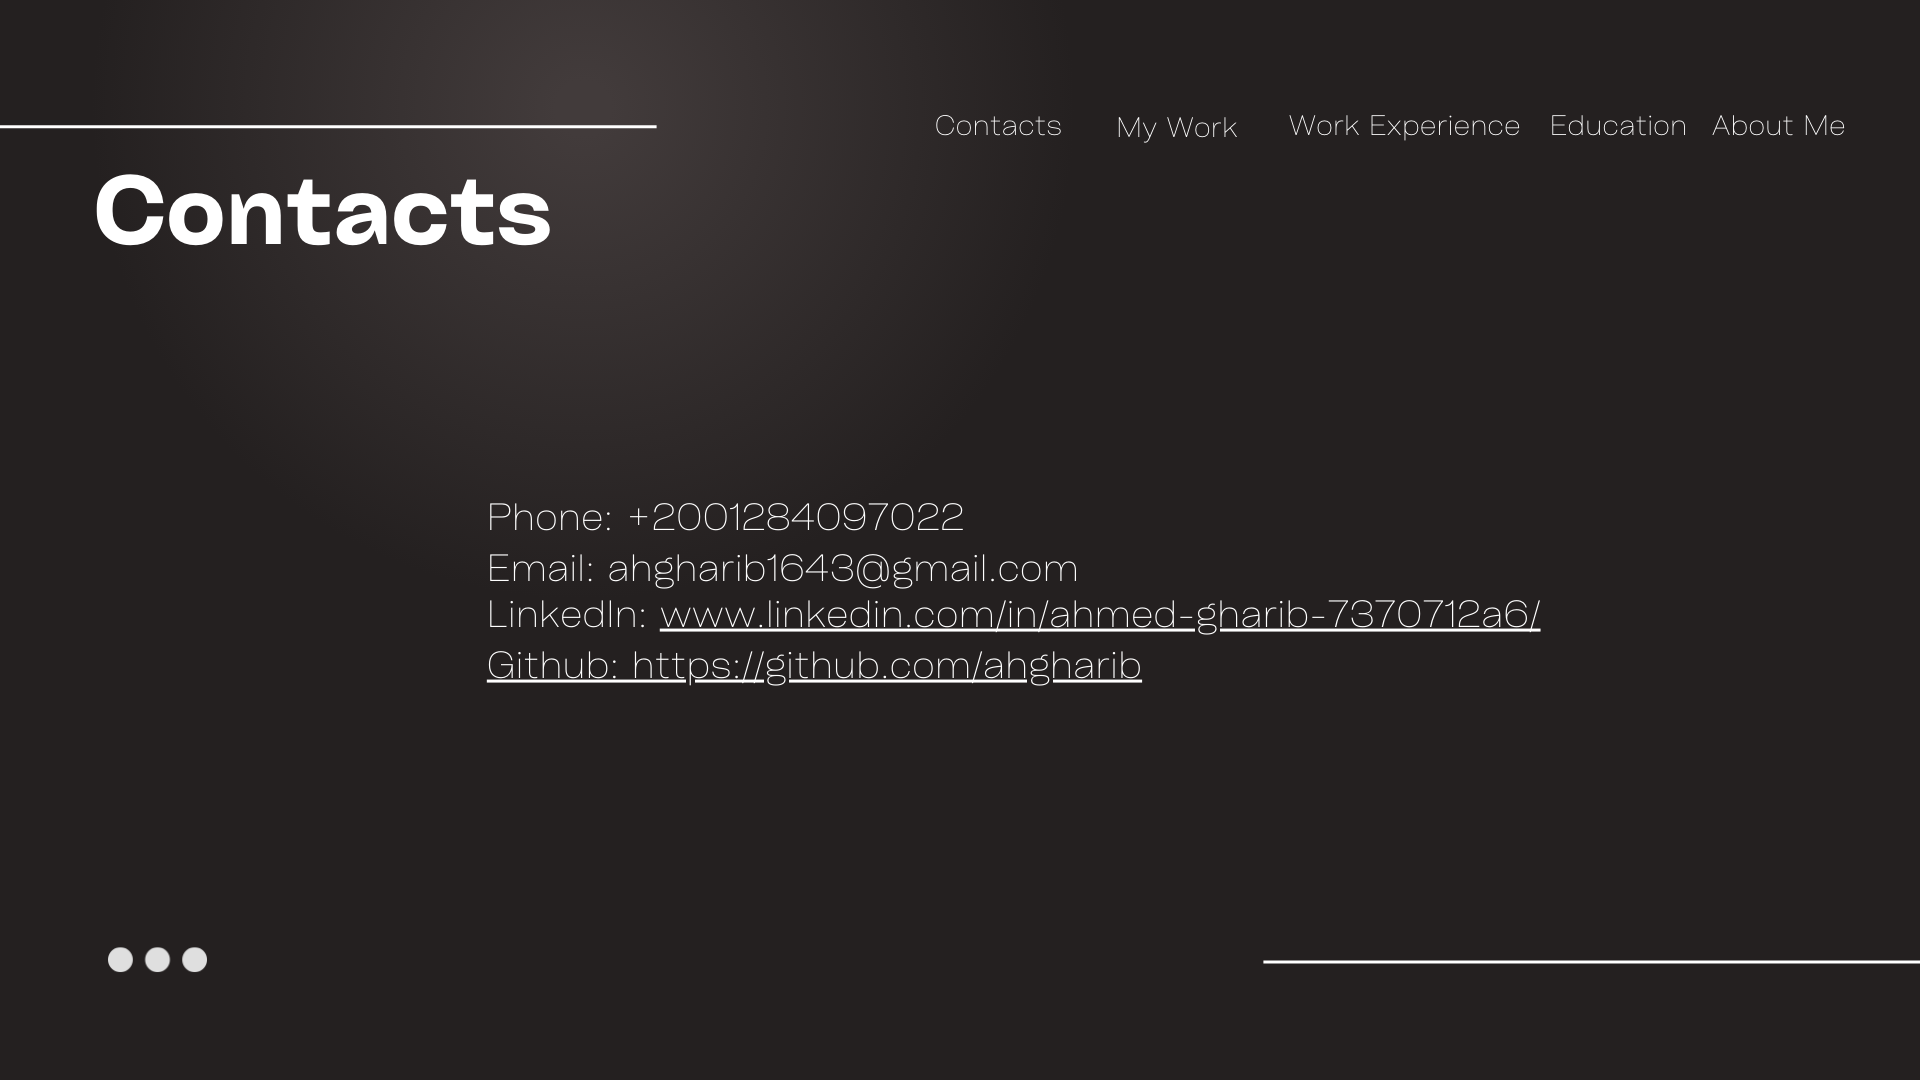 Contacts
My Work
Work Experience
Education
About Me
Contacts
Phone: +2001284097022
Email: ahgharib1643@gmail.com
LinkedIn: www.linkedin.com/in/ahmed-gharib-7370712a6/
Github: https://github.com/ahgharib